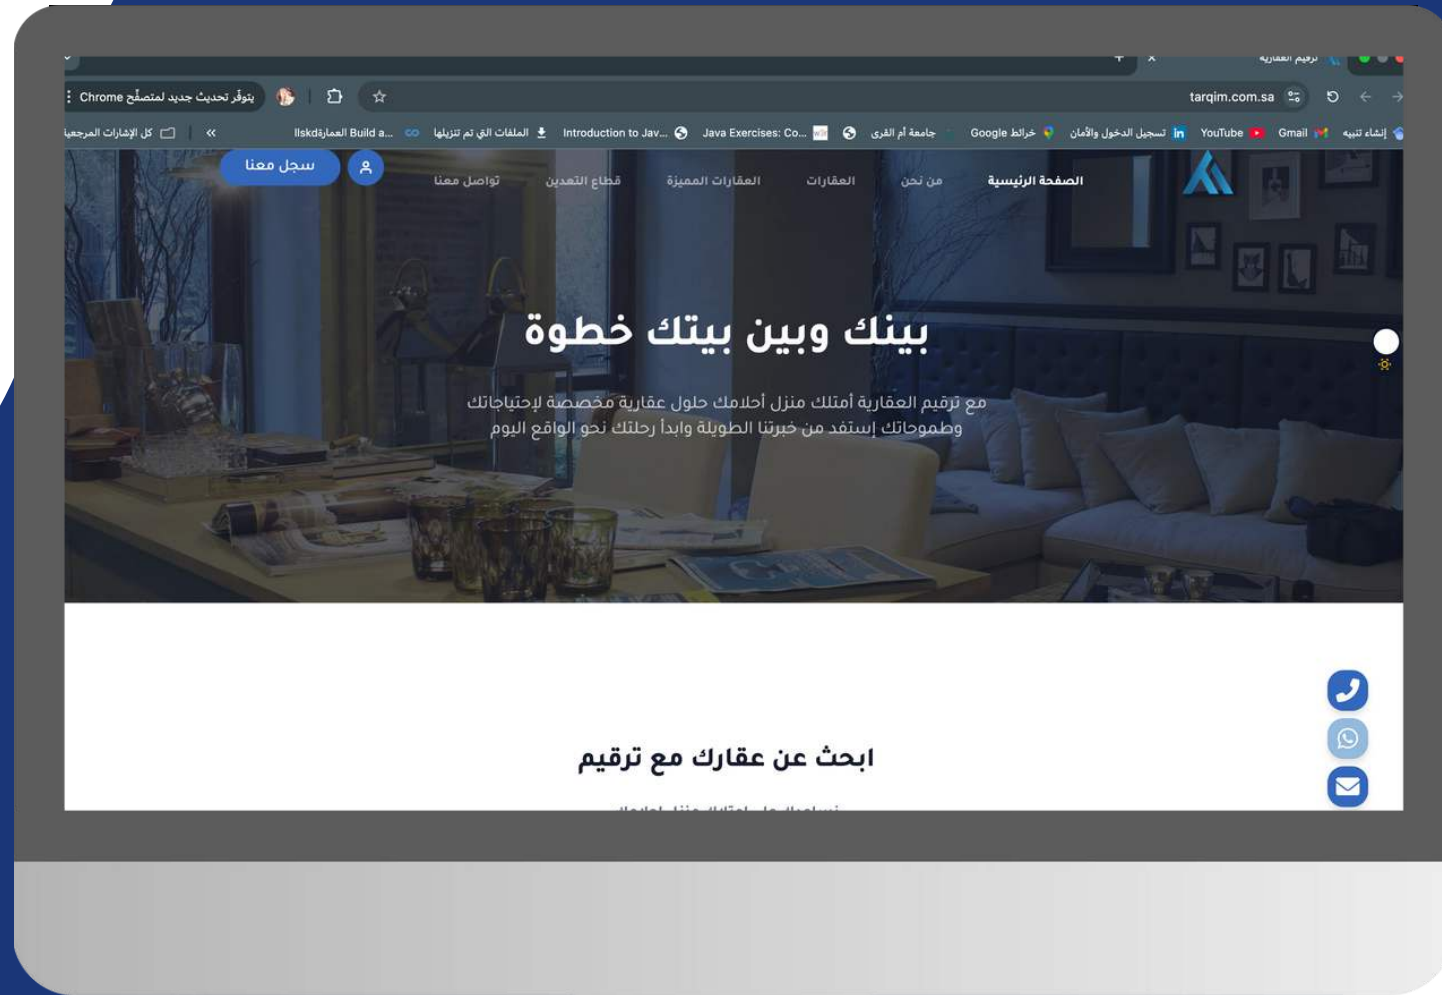 ترقيم العقارية
tarqim.com.sa
يتوفّر تحديث جديد لمتصفّح Chrome
إنشاء تنبيه
Gmail
YouTube
تسجيل الدخول والأمان
خرائط Google
جامعة أم القرى
Java Exercises: Co...
Introduction to Jav...
الملفات التي تم تنزيلها
Build a...
كل الإشارات المرجعية
الصفحة الرئيسية
من نحن
العقارات
العقارات المميزة
قطاع التعدين
تواصل معنا
سجل معنا
بينك وبين بيتك خطوة
مع ترقيم العقارية أمتلك منزل أحلامك حلول عقارية مخصصة لإحتياجاتك
وطموحاتك إستفد من خبرتنا الطويلة وابدأ رحلتك نحو الواقع اليوم
ابحث عن عقارك مع ترقيم